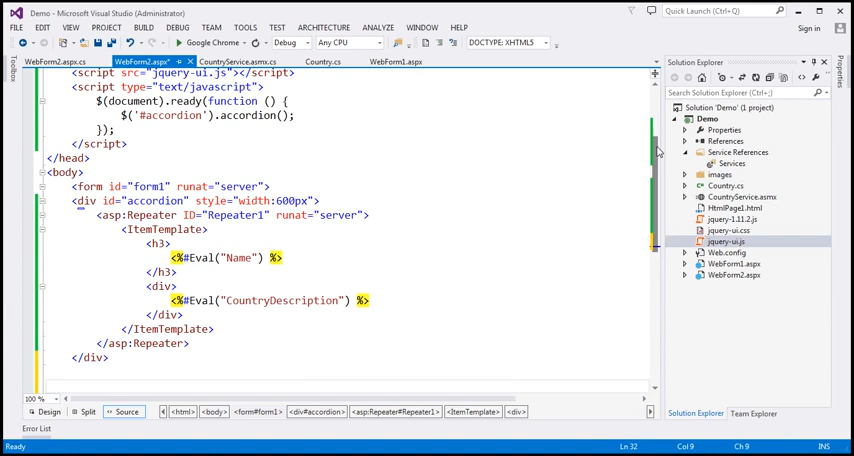 Demo - Microsoft Visual Studio (Administrator)
Quick Launch (Ctrl+Q)
FILE EDIT VIEW PROJECT BUILD DEBUG TEAM TOOLS TEST ARCHITECTURE ANALYZE WINDOW HELP
Sign in
Google Chrome Debug Any CPU DOCTYPE: XHTML5
Toolbox
WebForm2.aspx.cs WebForm2.aspx* CountryService.asmx.cs Country.cs WebForm1.aspx
<script src="jquery-ui.js"></script>
<script type="text/javascript">
$(document).ready(function () {
$('#accordion').accordion();
});
</script>
</head>
<body>
<form id="form1" runat="server">
<div id="accordion" style="width:600px">
<asp:Repeater ID="Repeater1" runat="server">
<ItemTemplate>
<h3>
<%#Eval("Name") %>
</h3>
<div>
<%#Eval("CountryDescription") %>
</div>
</ItemTemplate>
</asp:Repeater>
</div>
100 %
Design Split Source <html> <body> <form#form1> <div#accordion> <asp:Repeater#Repeater1> <ItemTemplate> <div>
Error List
Ready Ln 32 Col 9 Ch 9 INS
Solution Explorer
Search Solution Explorer (Ctrl+;)
Solution 'Demo' (1 project)
Demo
Properties
References
Service References
Services
images
Country.cs
CountryService.asmx
HtmlPage1.html
jquery-1.11.2.js
jquery-ui.css
jquery-ui.js
Web.config
WebForm1.aspx
WebForm2.aspx
Solution Explorer Team Explorer
Properties